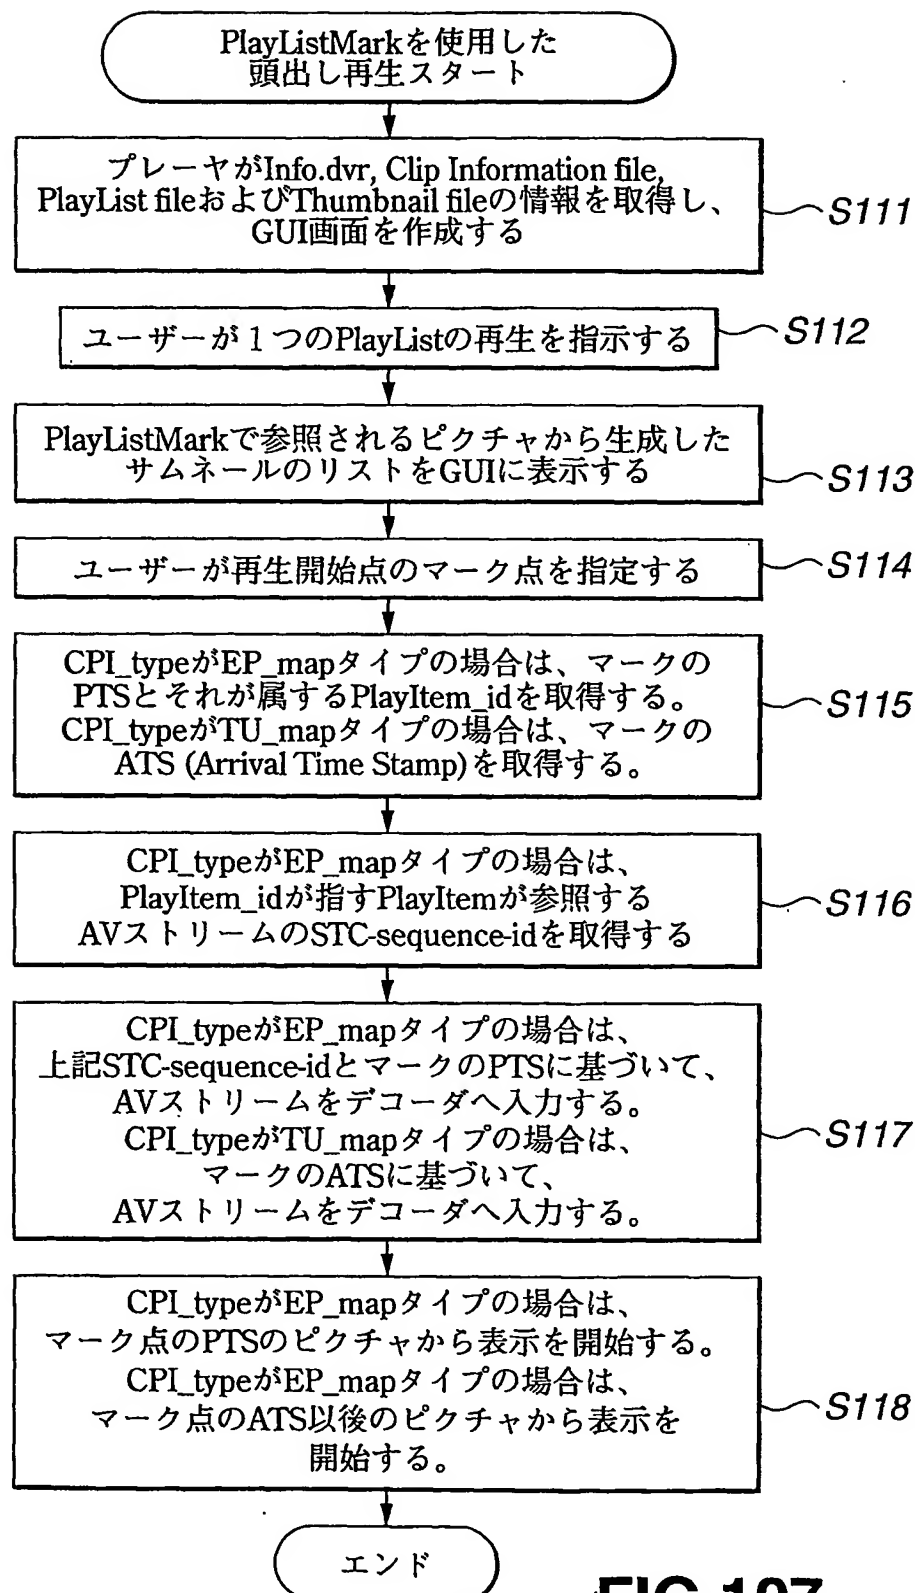 PlayListMarkを使用した
頭出し再生スタート
プレーヤがInfo.dvr, Clip Information file,
PlayList fileおよびThumbnail fileの情報を取得し、
GUI画面を作成する
S111
ユーザーが1つのPlayListの再生を指示する
S112
PlayListMarkで参照されるピクチャから生成した
サムネールのリストをGUIに表示する
S113
ユーザーが再生開始点のマーク点を指定する
S114
CPI_typeがEP_mapタイプの場合は、マークの
PTSとそれが属するPlayItem_idを取得する。
CPI_typeがTU_mapタイプの場合は、マークの
ATS (Arrival Time Stamp)を取得する。
S115
CPI_typeがEP_mapタイプの場合は、
PlayItem_idが指すPlayItemが参照する
AVストリームのSTC-sequence-idを取得する
S116
CPI_typeがEP_mapタイプの場合は、
上記STC-sequence-idとマークのPTSに基づいて、
AVストリームをデコーダへ入力する。
CPI_typeがTU_mapタイプの場合は、
マークのATSに基づいて、
AVストリームをデコーダへ入力する。
S117
CPI_typeがEP_mapタイプの場合は、
マーク点のPTSのピクチャから表示を開始する。
CPI_typeがEP_mapタイプの場合は、
マーク点のATS以後のピクチャから表示を
開始する。
S118
エンド